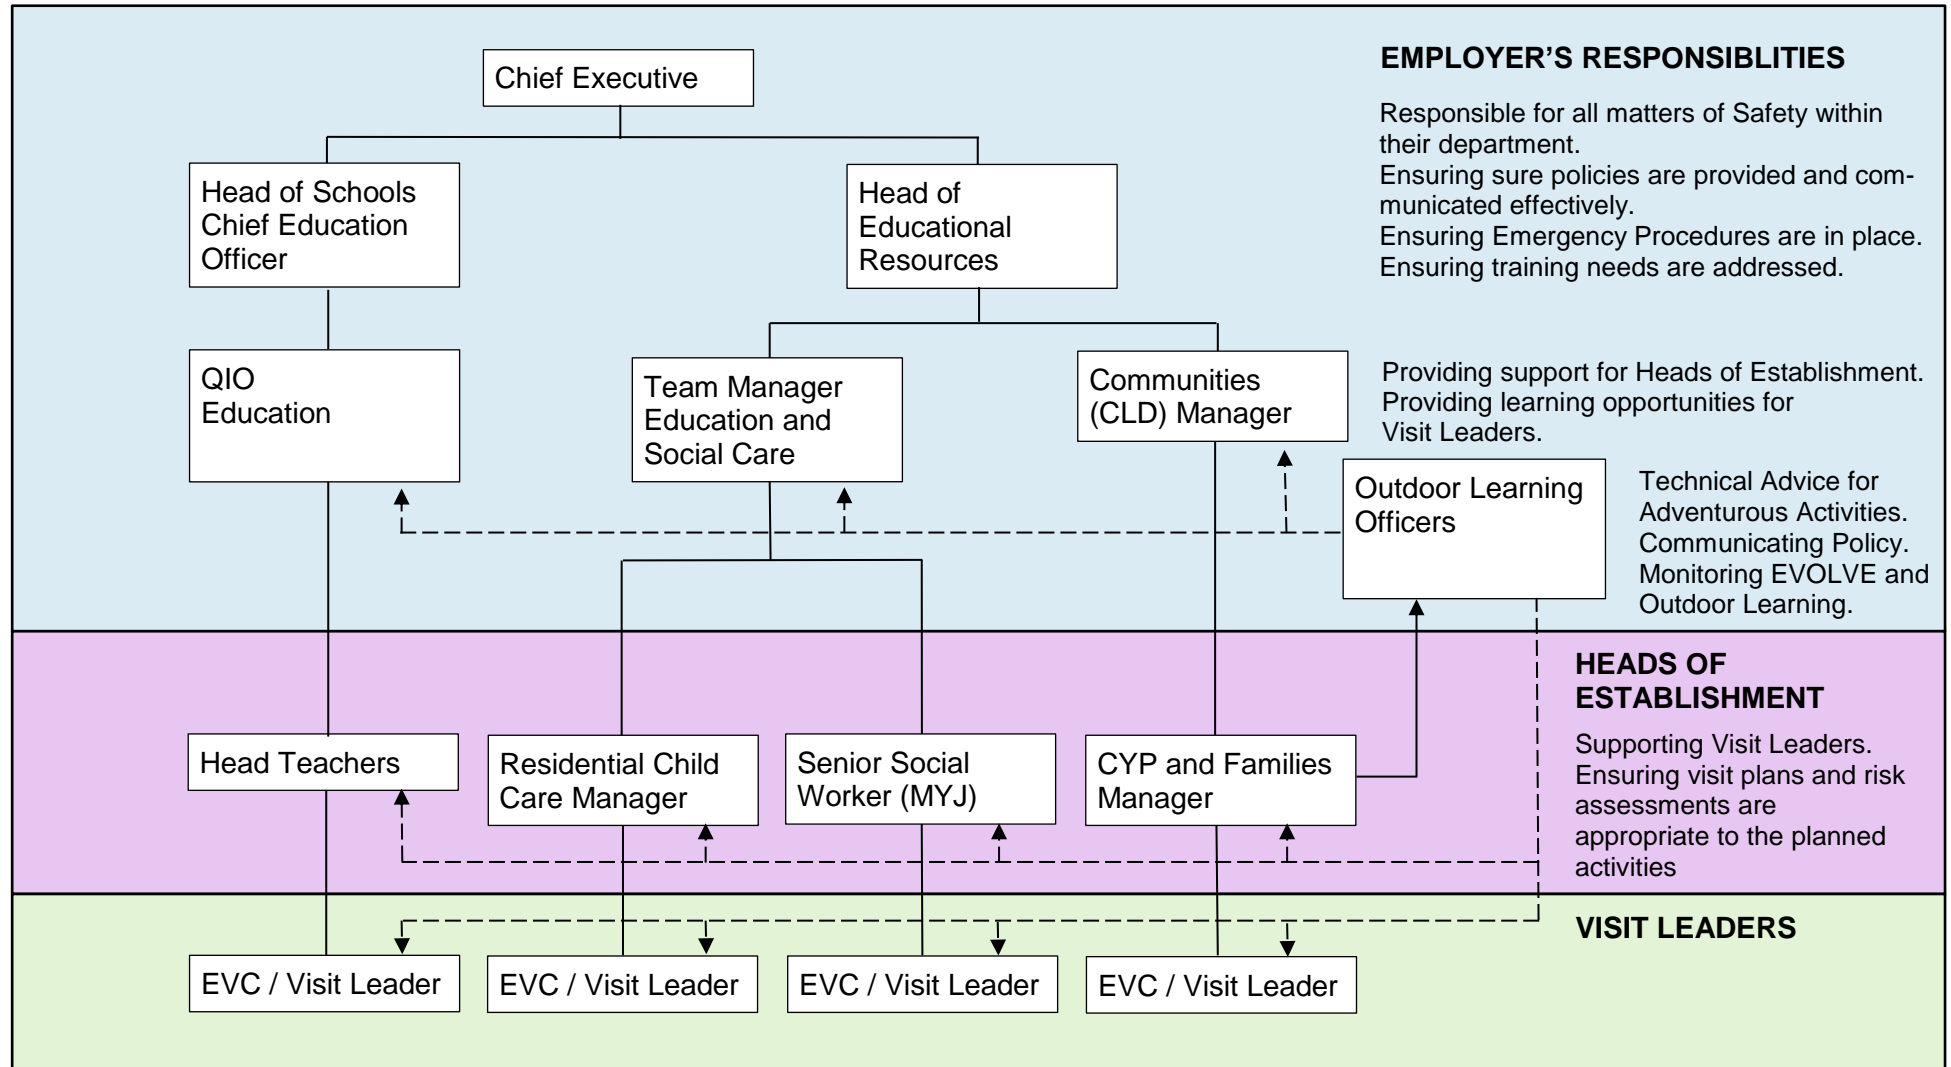 Chief Executive
EMPLOYER’S RESPONSIBLITIES
Responsible for all matters of Safety within
their department.
Ensuring sure policies are provided and com-
municated effectively.
Ensuring Emergency Procedures are in place.
Ensuring training needs are addressed.
Head of Schools
Chief Education
Officer
Head of
Educational
Resources
QIO
Education
Team Manager
Education and
Social Care
Communities
(CLD) Manager
Providing support for Heads of Establishment.
Providing learning opportunities for
Visit Leaders.
Outdoor Learning
Officers
Technical Advice for
Adventurous Activities.
Communicating Policy.
Monitoring EVOLVE and
Outdoor Learning.
HEADS OF
ESTABLISHMENT
Supporting Visit Leaders.
Ensuring visit plans and risk
assessments are
appropriate to the planned
activities
Head Teachers
Residential Child
Care Manager
Senior Social
Worker (MYJ)
CYP and Families
Manager
VISIT LEADERS
EVC / Visit Leader
EVC / Visit Leader
EVC / Visit Leader
EVC / Visit Leader